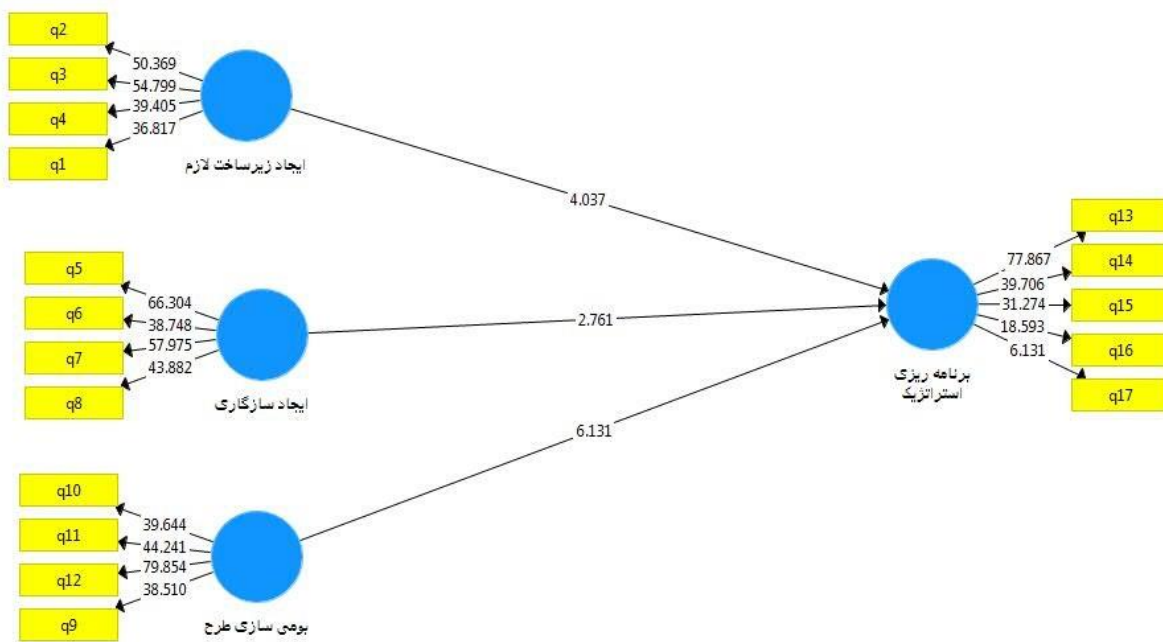 q2
50.369
q3
54.799
q4
39.405
q1
36.817
ایجاد زیرساخت لازم
4.037
q5
66.304
q6
38.748
q7
57.975
q8
43.882
ایجاد سازگاری
2.761
q10
39.644
q11
44.241
q12
79.854
q9
38.510
بومی سازی طرح
6.131
q13
77.867
q14
39.706
q15
31.274
q16
18.593
q17
6.131
برنامه ریزی
استراتژیک